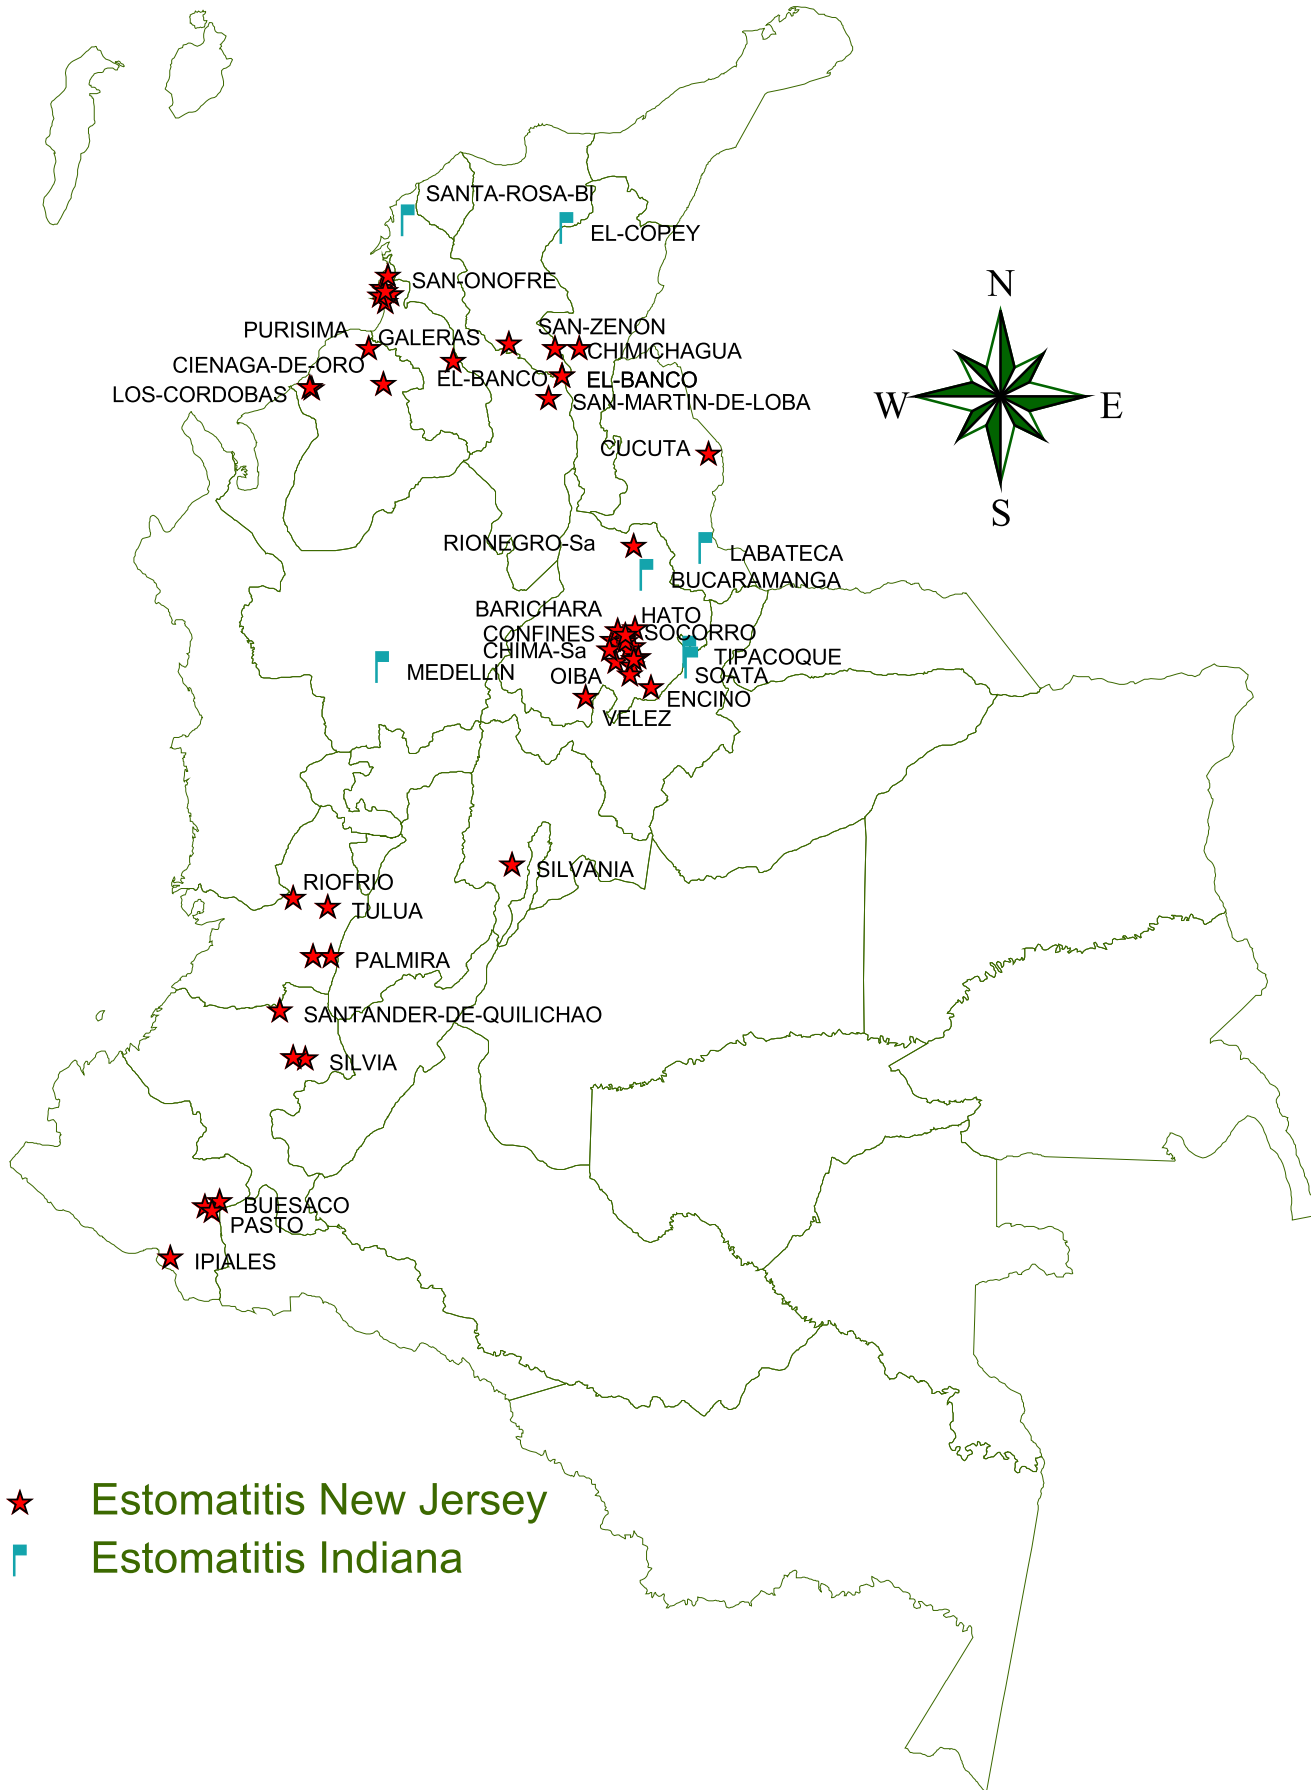 SANTA-ROSA-Bl
EL-COPEY
N
SAN-ONOFRE
SAN-ZENON
PURISIMA
GALERAS
CHIMICHAGUA
CIENAGA-DE-ORO
EL-BANCO
EL-BANCO
LOS-CORDOBAS
SAN-MARTIN-DE-LOBA
W
E
CUCUTA
S
RIONEGRO-Sa
LABATECA
BUCARAMANGA
BARICHARA
HATO
CONFINES
SOCORRO
CHIMA-Sa
TIPACOQUE
MEDELLIN
OIBA
SOATA
ENCINO
VELEZ
SILVANIA
RIOFRIO
TULUA
PALMIRA
SANTANDER-DE-QUILICHAO
SILVIA
BUESACO
PASTO
IPIALES
Estomatitis New Jersey
Estomatitis Indiana